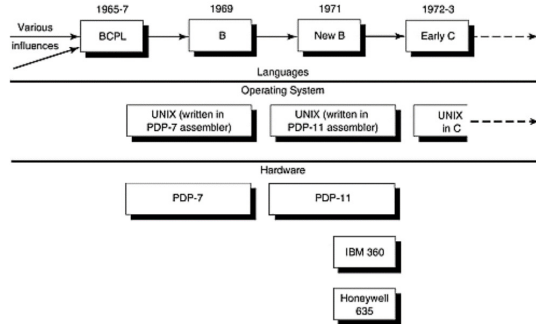 1965-7
1969
1971
1972-3
Various
influences
BCPL
B
New B
Early C
Languages
Operating System
UNIX (written in
PDP-7 assembler)
UNIX (written in
PDP-11 assembler)
UNIX
in C
Hardware
PDP-7
PDP-11
IBM 360
Honeywell
635